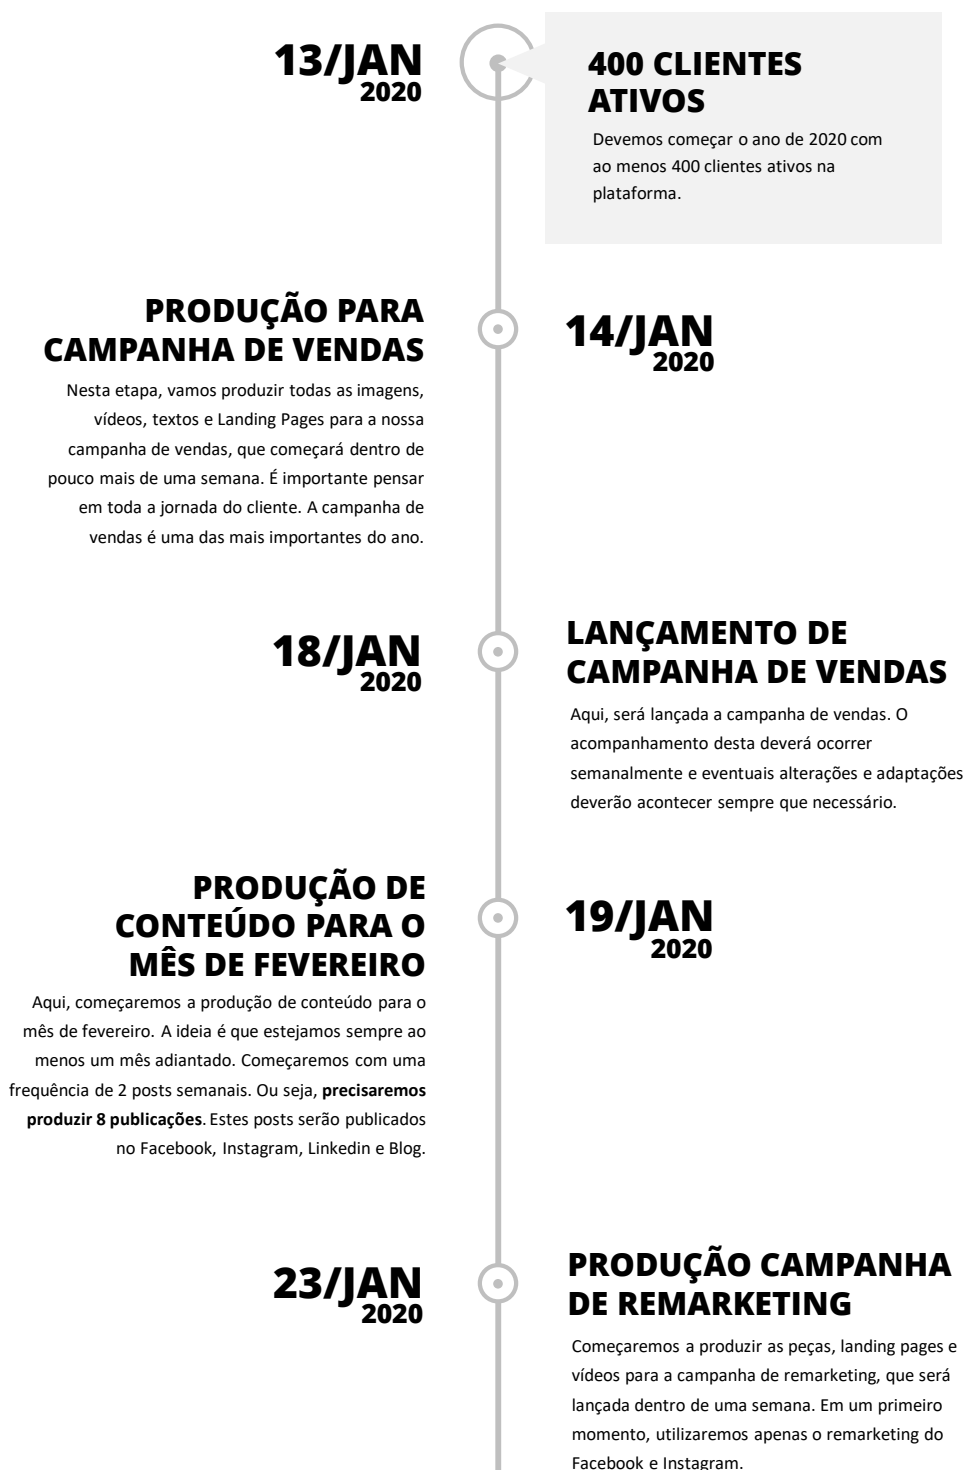 13/JAN
2020
400 CLIENTES
ATIVOS
Devemos começar o ano de 2020 com
ao menos 400 clientes ativos na
plataforma.
PRODUÇÃO PARA
CAMPANHA DE VENDAS
Nesta etapa, vamos produzir todas as imagens,
vídeos, textos e Landing Pages para a nossa
campanha de vendas, que começará dentro de
pouco mais de uma semana. É importante pensar
em toda a jornada do cliente. A campanha de
vendas é uma das mais importantes do ano.
14/JAN
2020
18/JAN
2020
LANÇAMENTO DE
CAMPANHA DE VENDAS
Aqui, será lançada a campanha de vendas. O
acompanhamento desta deverá ocorrer
semanalmente e eventuais alterações e adaptações
deverão acontecer sempre que necessário.
PRODUÇÃO DE
CONTEÚDO PARA O
MÊS DE FEVEREIRO
Aqui, começaremos a produção de conteúdo para o
mês de fevereiro. A ideia é que estejamos sempre ao
menos um mês adiantado. Começaremos com uma
frequência de 2 posts semanais. Ou seja, precisaremos
produzir 8 publicações. Estes posts serão publicados
no Facebook, Instagram, Linkedin e Blog.
19/JAN
2020
23/JAN
2020
PRODUÇÃO CAMPANHA
DE REMARKETING
Começaremos a produzir as peças, landing pages e
vídeos para a campanha de remarketing, que será
lançada dentro de uma semana. Em um primeiro
momento, utilizaremos apenas o remarketing do
Facebook e Instagram.